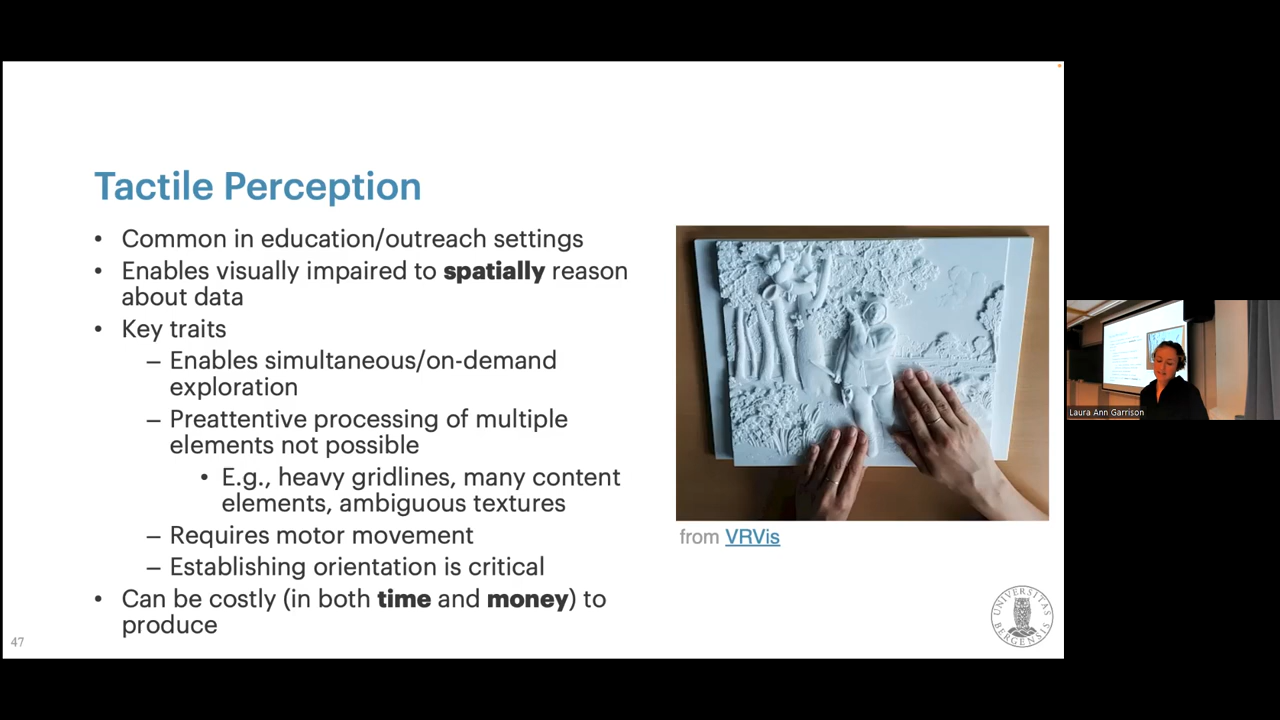 Tactile Perception
• Common in education/outreach settings
• Enables visually impaired to spatially reason
about data
• Key traits
– Enables simultaneous/on-demand
exploration
– Preattentive processing of multiple
elements not possible
• E.g., heavy gridlines, many content
elements, ambiguous textures
– Requires motor movement
– Establishing orientation is critical
• Can be costly (in both time and money) to
produce
from VRVis
UNIVERSITAS
BERGENSIS
47
Laura Ann Garrison